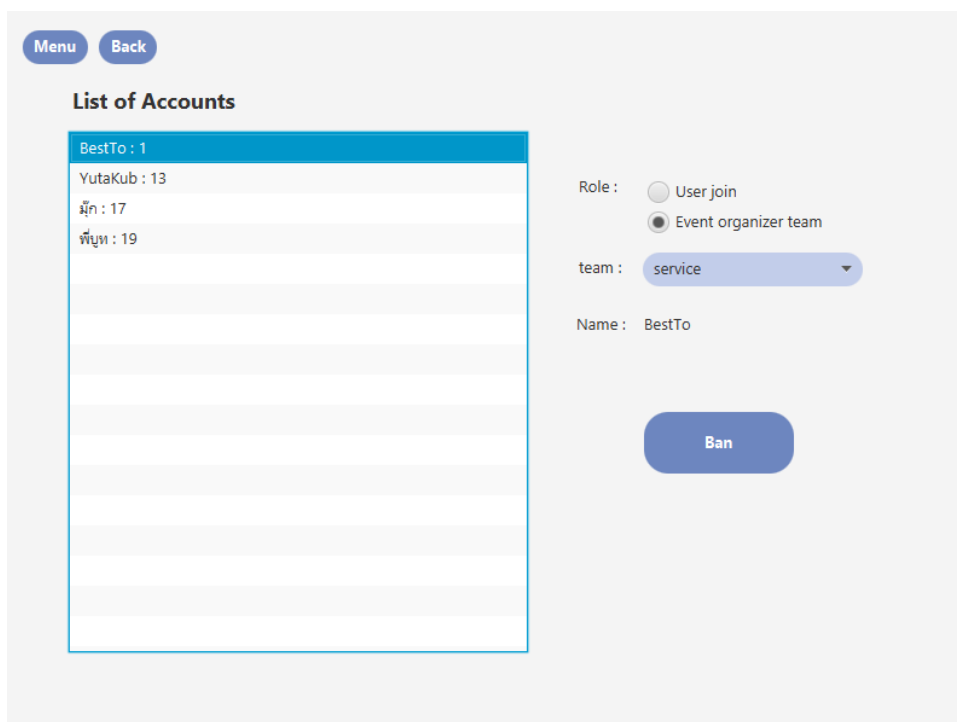 Menu Back
List of Accounts
BestTo : 1
YutaKub : 13
มุ๊ก : 17
พี่บูท : 19
Role : User join
Event organizer team
team : service
Name : BestTo
Ban